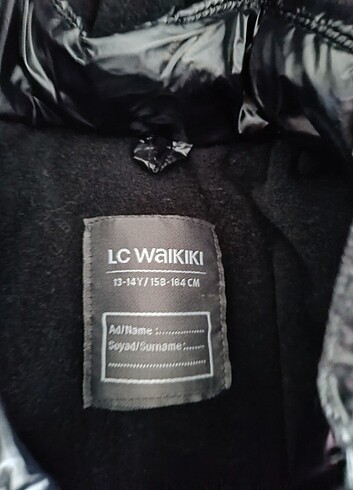 LC WAIKIKI
13-14Y/158-164 CM
Ad/Name :..............
Soyad/Surname :......
..............................